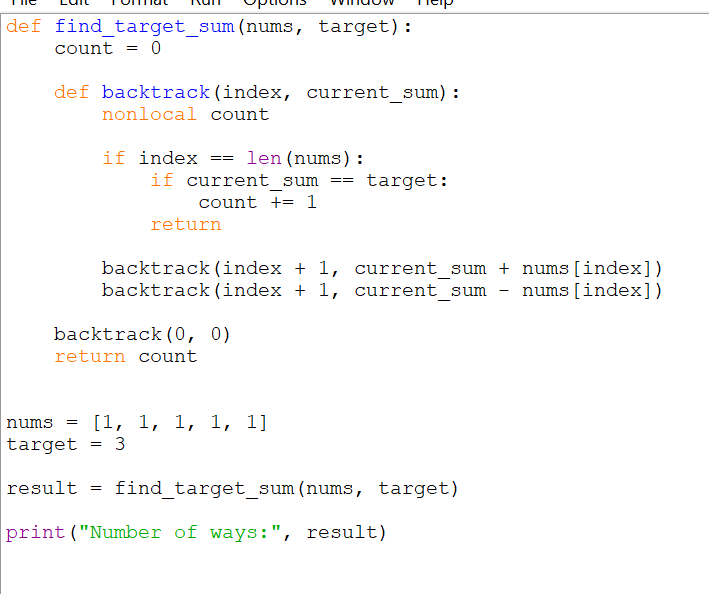 File Edit Format Run Options Window Help
def find_target_sum(nums, target):
    count = 0
    def backtrack(index, current_sum):
        nonlocal count
        if index == len(nums):
            if current_sum == target:
                count += 1
            return
        backtrack(index + 1, current_sum + nums[index])
        backtrack(index + 1, current_sum - nums[index])
    backtrack(0, 0)
    return count
nums = [1, 1, 1, 1, 1]
target = 3
result = find_target_sum(nums, target)
print("Number of ways:", result)